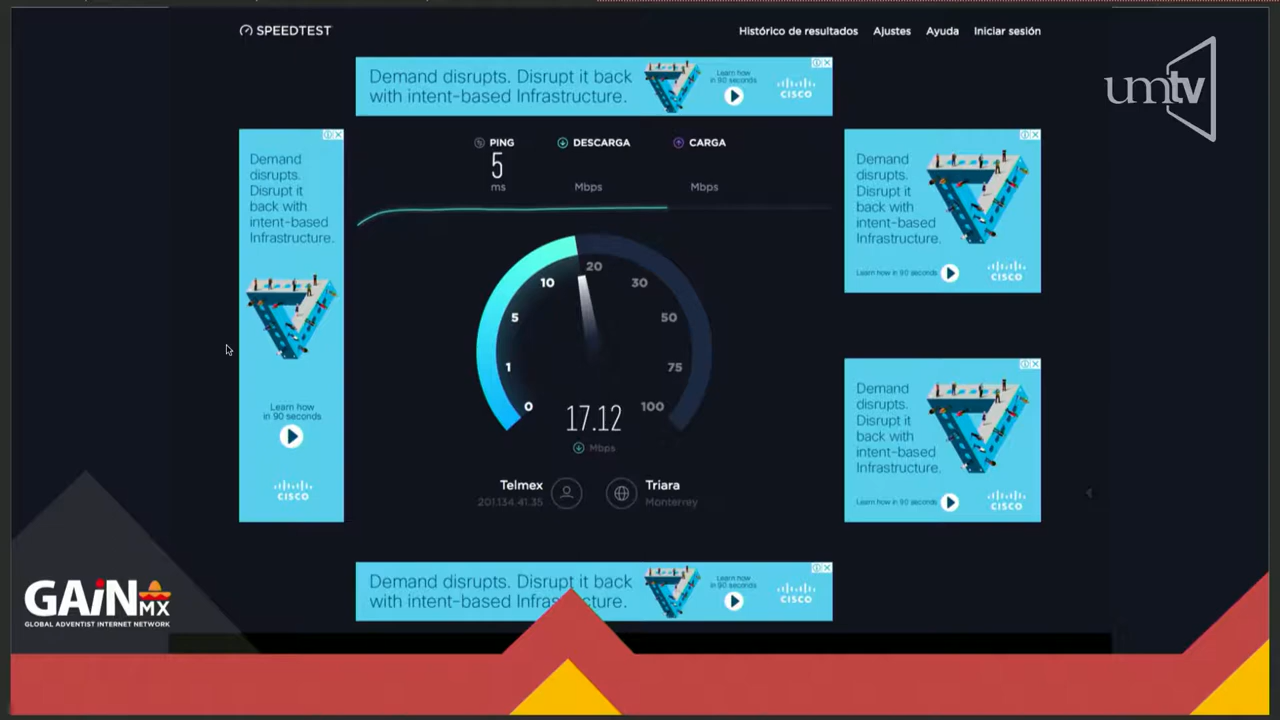 SPEEDTEST
Histórico de resultados
Ajustes
Ayuda
Iniciar sesión
umtv
Demand disrupts. Disrupt it back
with intent-based Infrastructure.
Learn how
in 90 seconds
CISCO
Demand
disrupts.
Disrupt it
back with
intent-based
Infrastructure.
Learn how
in 90 seconds
CISCO
PING
5
ms
DESCARGA
Mbps
CARGA
Mbps
0
1
5
10
20
30
50
75
100
17.12
Mbps
Telmex
201.134.41.35
Triara
Monterrey
Demand
disrupts.
Disrupt it
back with
intent-based
Infrastructure.
Learn how in 90 seconds
CISCO
Demand
disrupts.
Disrupt it
back with
intent-based
Infrastructure.
Learn how in 90 seconds
CISCO
Demand disrupts. Disrupt it back
with intent-based Infrastructure.
Learn how
in 90 seconds
CISCO
GAiN MX
GLOBAL ADVENTIST INTERNET NETWORK